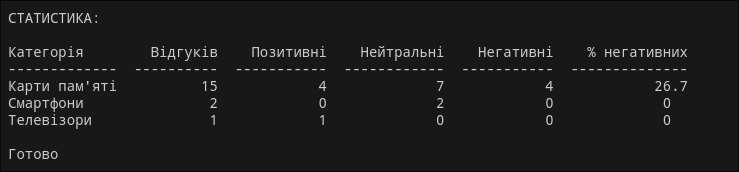 СТАТИСТИКА:
Категорія Відгуків Позитивні Нейтральні Негативні % негативних
------------- ---------- ----------- ------------ ----------- --------------
Карти пам'яті 15 4 7 4 26.7
Смартфони 2 0 2 0 0
Телевізори 1 1 0 0 0
Готово